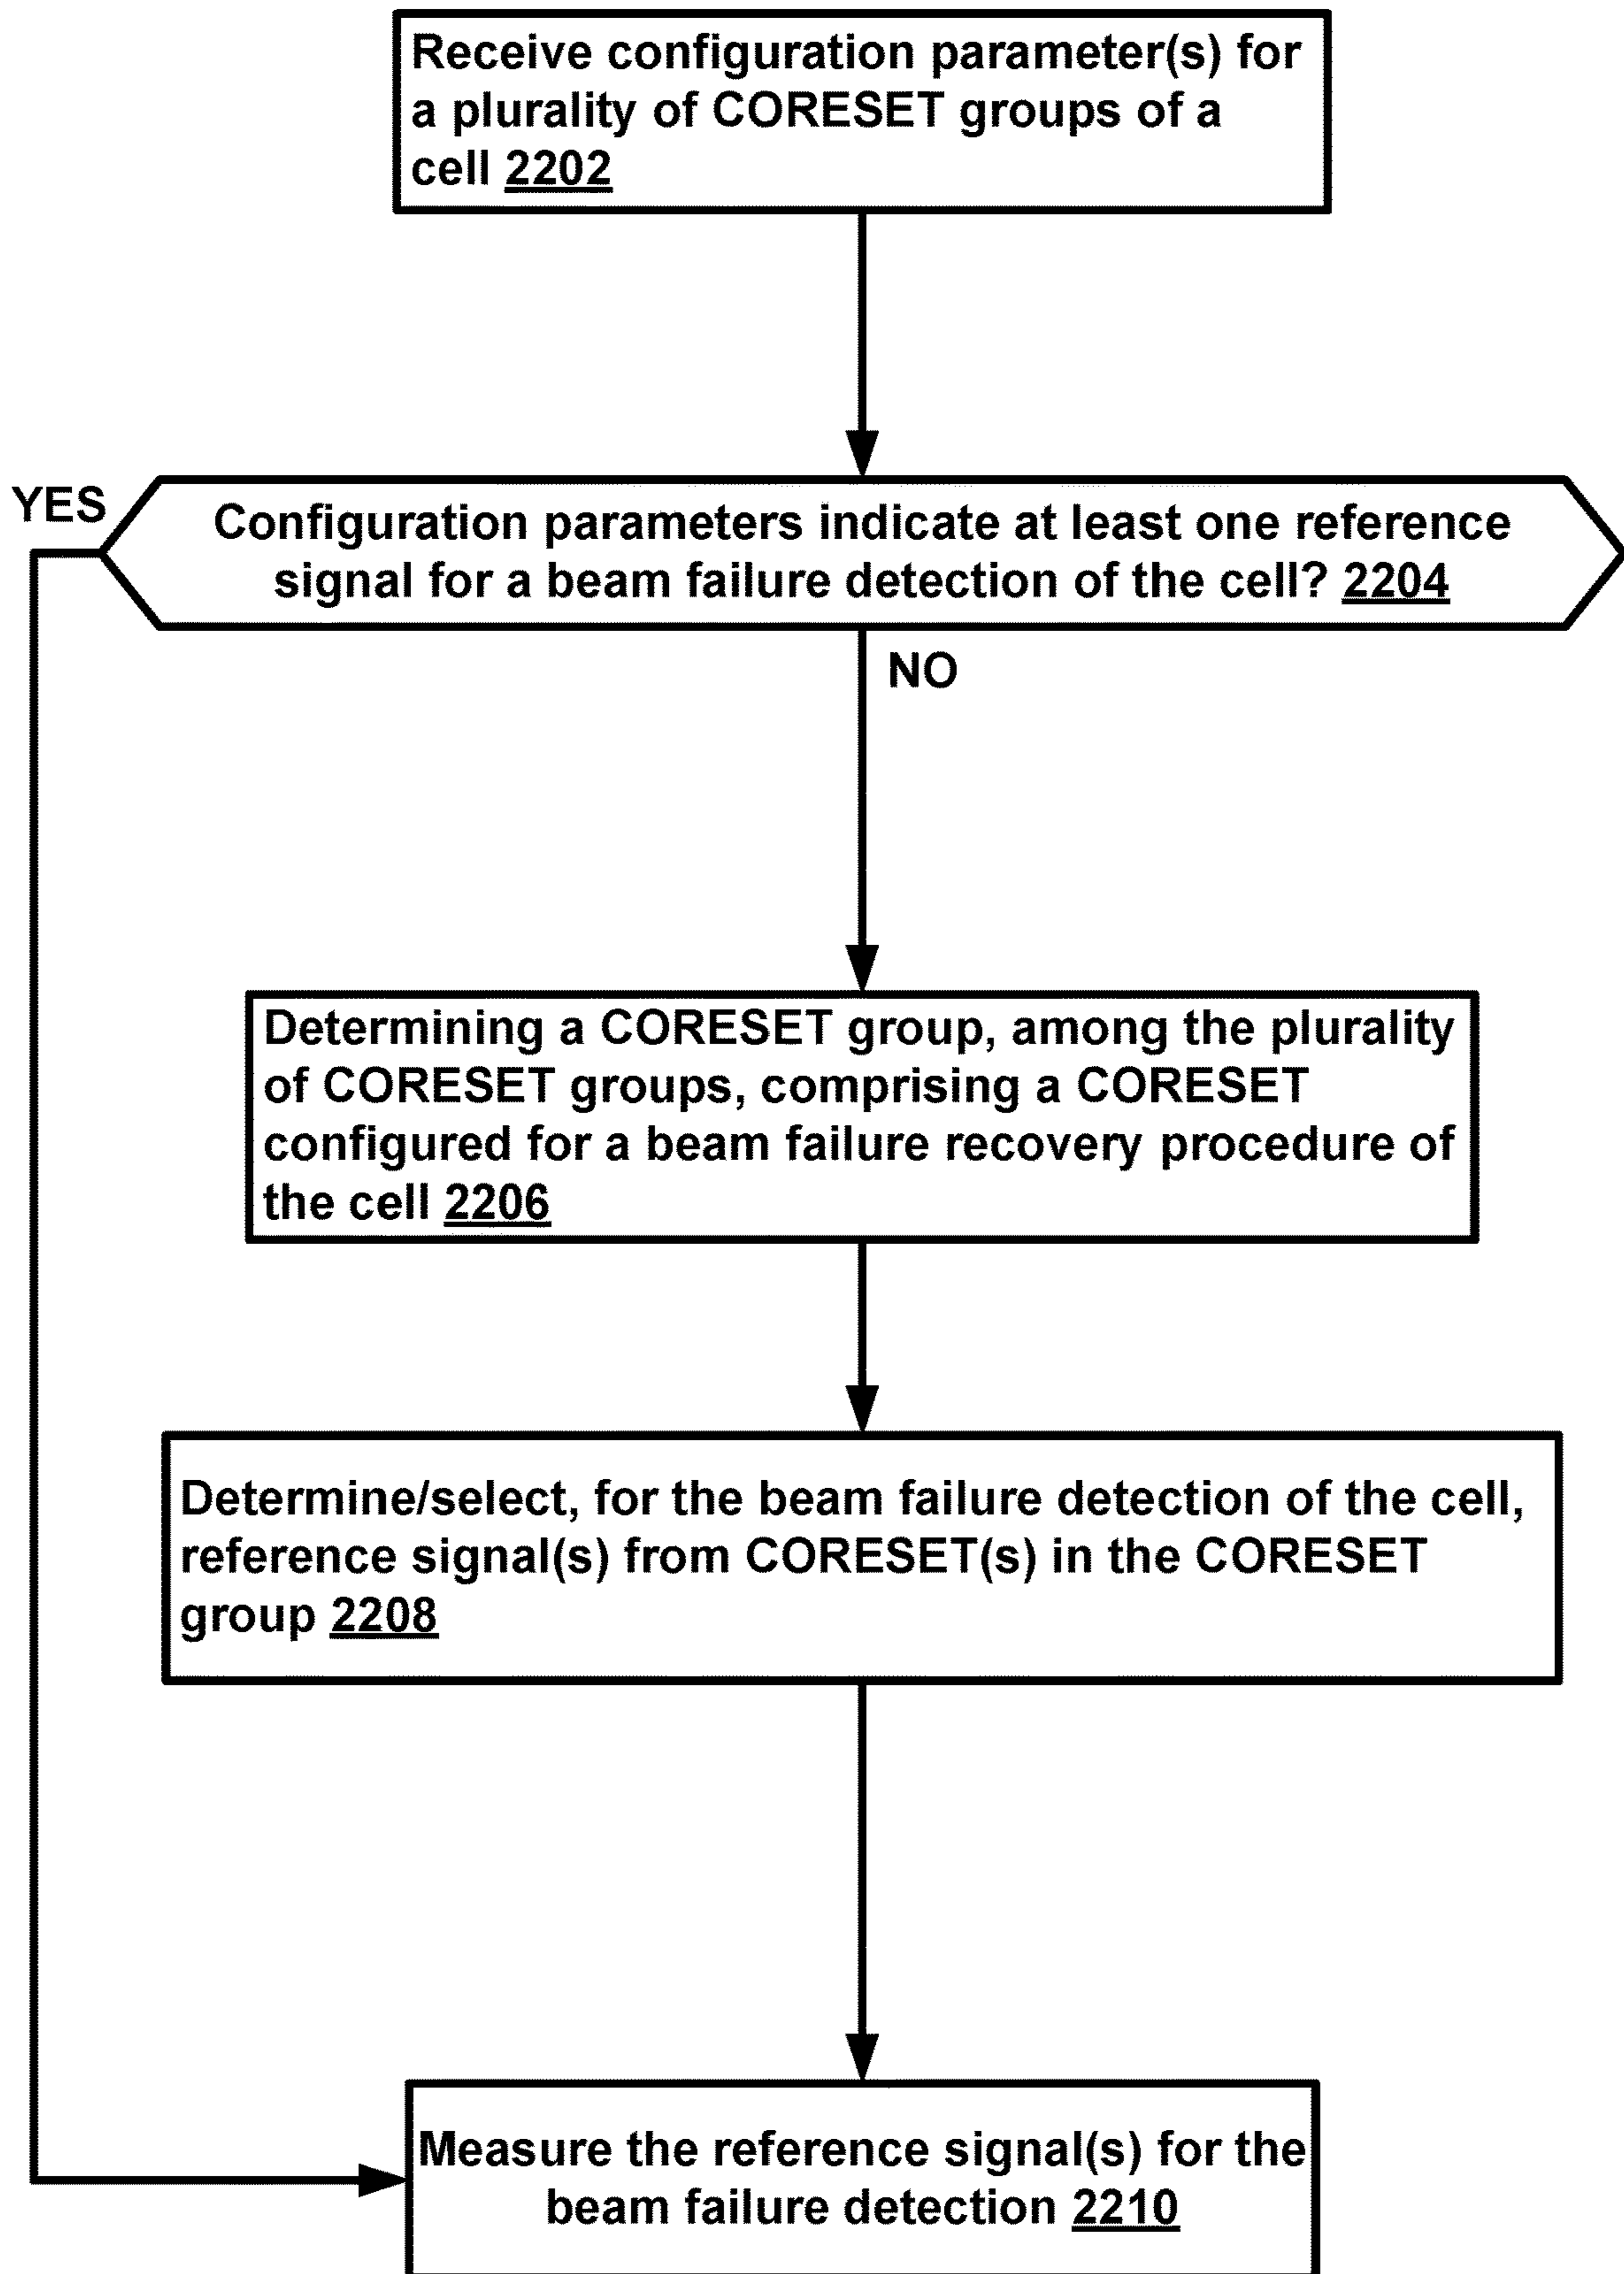 Receive configuration parameter(s) for
a plurality of CORESET groups of a
cell 2202
YES
Configuration parameters indicate at least one reference
signal for a beam failure detection of the cell? 2204
NO
Determining a CORESET group, among the plurality
of CORESET groups, comprising a CORESET
configured for a beam failure recovery procedure of
the cell 2206
Determine/select, for the beam failure detection of the cell,
reference signal(s) from CORESET(s) in the CORESET
group 2208
Measure the reference signal(s) for the
beam failure detection 2210